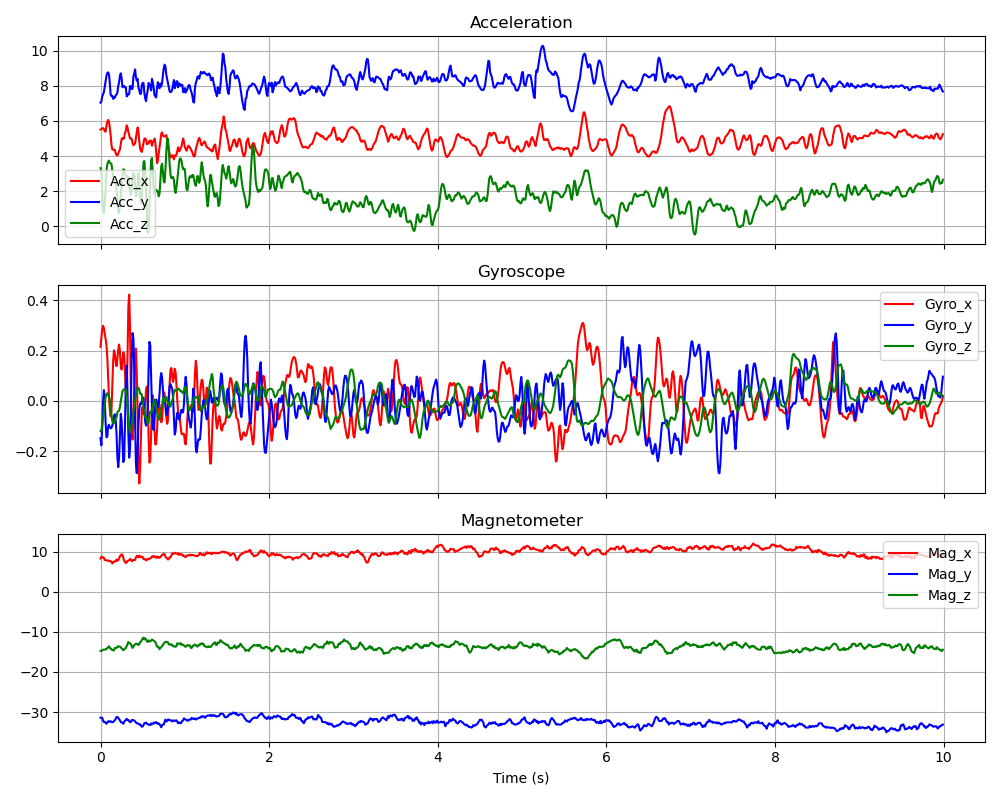 Acceleration
10
8
6
4
2
0
Acc_x
Acc_y
Acc_z
Gyroscope
0.4
0.2
0.0
−0.2
Gyro_x
Gyro_y
Gyro_z
Magnetometer
10
0
−10
−20
−30
Mag_x
Mag_y
Mag_z
0 2 4 6 8 10
Time (s)